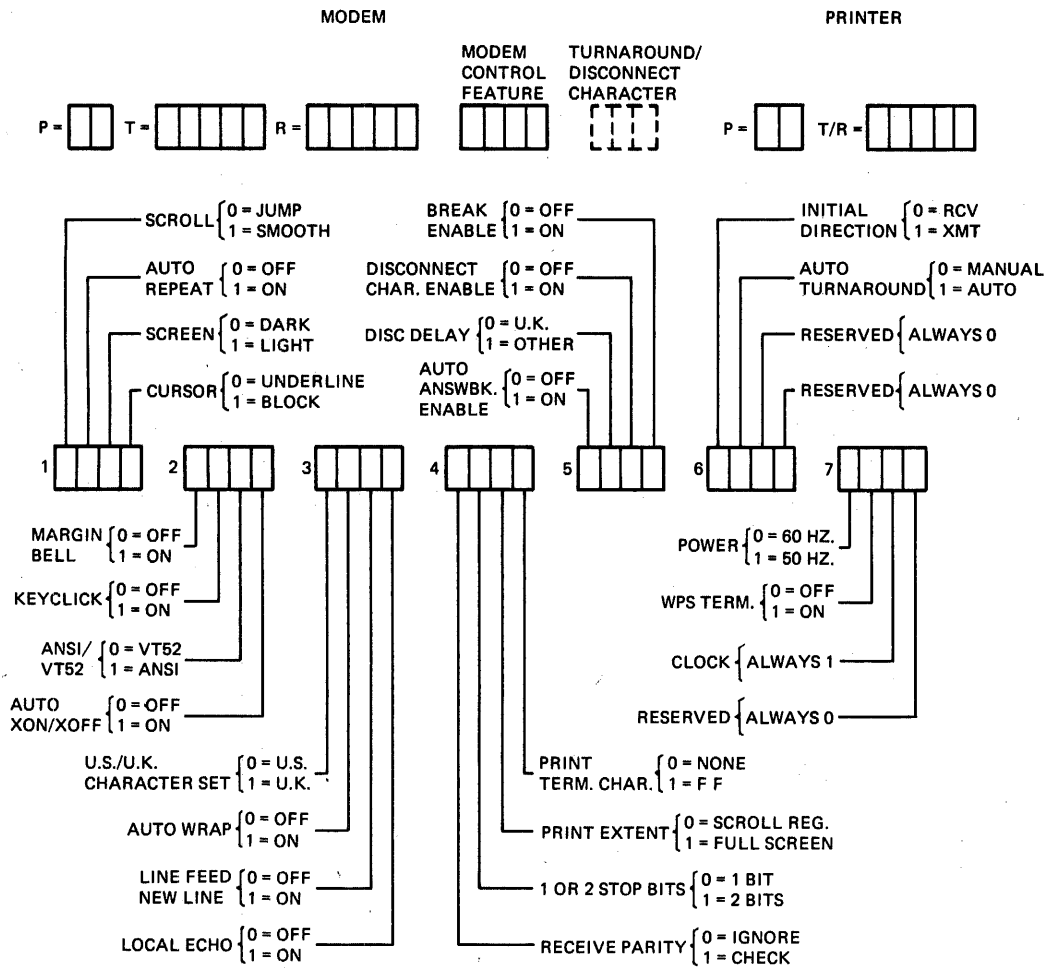 MODEM
PRINTER
MODEM
CONTROL
FEATURE
TURNAROUND/
DISCONNECT
CHARACTER
P =
T =
R =
P =
T/R =
SCROLL
0 = JUMP
1 = SMOOTH
BREAK
ENABLE
0 = OFF
1 = ON
INITIAL
DIRECTION
0 = RCV
1 = XMT
AUTO
REPEAT
0 = OFF
1 = ON
DISCONNECT
CHAR. ENABLE
0 = OFF
1 = ON
AUTO
TURNAROUND
0 = MANUAL
1 = AUTO
SCREEN
0 = DARK
1 = LIGHT
DISC DELAY
0 = U.K.
1 = OTHER
RESERVED
ALWAYS 0
CURSOR
0 = UNDERLINE
1 = BLOCK
AUTO
ANSWBK.
ENABLE
0 = OFF
1 = ON
RESERVED
ALWAYS 0
1
2
3
4
5
6
7
MARGIN
BELL
0 = OFF
1 = ON
POWER
0 = 60 HZ.
1 = 50 HZ.
KEYCLICK
0 = OFF
1 = ON
WPS TERM.
0 = OFF
1 = ON
ANSI/
VT52
0 = VT52
1 = ANSI
CLOCK
ALWAYS 1
AUTO
XON/XOFF
0 = OFF
1 = ON
RESERVED
ALWAYS 0
U.S./U.K.
CHARACTER SET
0 = U.S.
1 = U.K.
PRINT
TERM. CHAR.
0 = NONE
1 = F F
AUTO WRAP
0 = OFF
1 = ON
PRINT EXTENT
0 = SCROLL REG.
1 = FULL SCREEN
LINE FEED
NEW LINE
0 = OFF
1 = ON
1 OR 2 STOP BITS
0 = 1 BIT
1 = 2 BITS
LOCAL ECHO
0 = OFF
1 = ON
RECEIVE PARITY
0 = IGNORE
1 = CHECK